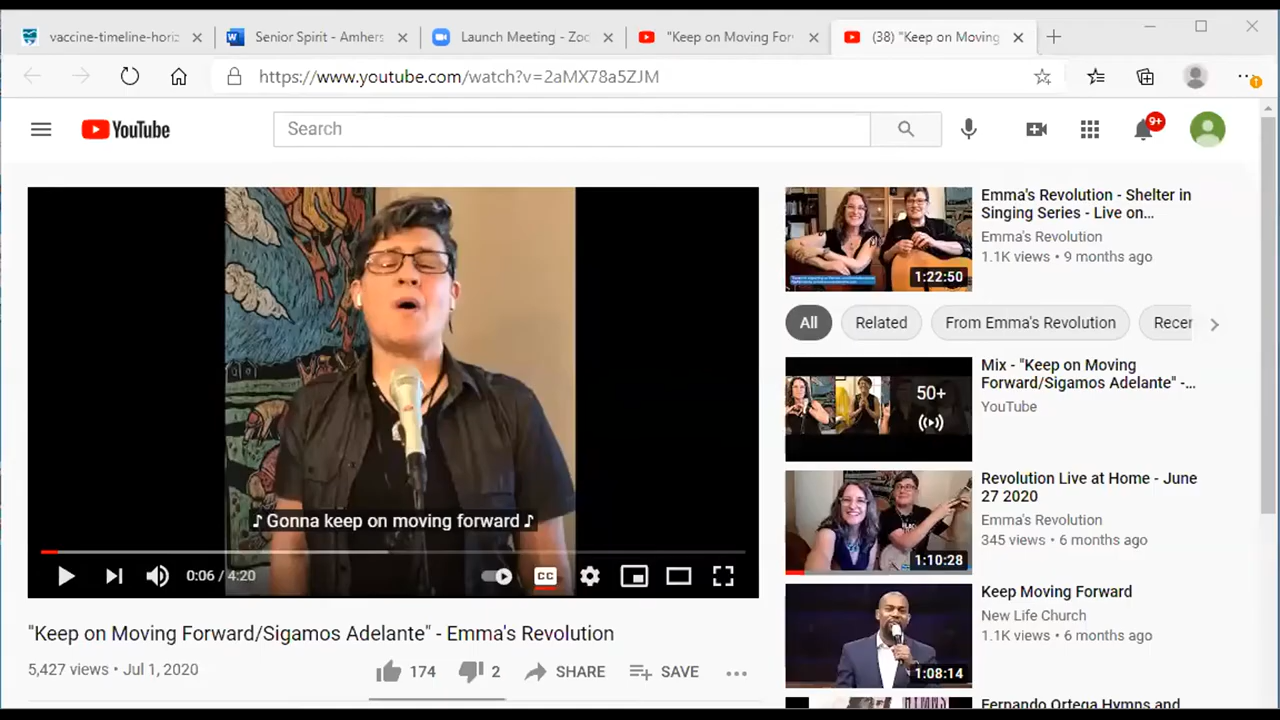 vaccine-timeline-hori
Senior Spirit - Amhers
Launch Meeting - Zoo
"Keep on Moving For
(38) "Keep on Moving
https://www.youtube.com/watch?v=2aMX78a5ZJM
YouTube
Search
9+
♪ Gonna keep on moving forward ♪
0:06 / 4:20
CC
"Keep on Moving Forward/Sigamos Adelante" - Emma's Revolution
5,427 views • Jul 1, 2020
174
2
SHARE
SAVE
1:22:50
Emma's Revolution - Shelter in
Singing Series - Live on...
Emma's Revolution
1.1K views • 9 months ago
All
Related
From Emma's Revolution
Recen
50+
Mix - "Keep on Moving
Forward/Sigamos Adelante" -...
YouTube
1:10:28
Revolution Live at Home - June
27 2020
Emma's Revolution
345 views • 6 months ago
1:08:14
Keep Moving Forward
New Life Church
1.1K views • 6 months ago
Fernando Ortega Hymns and